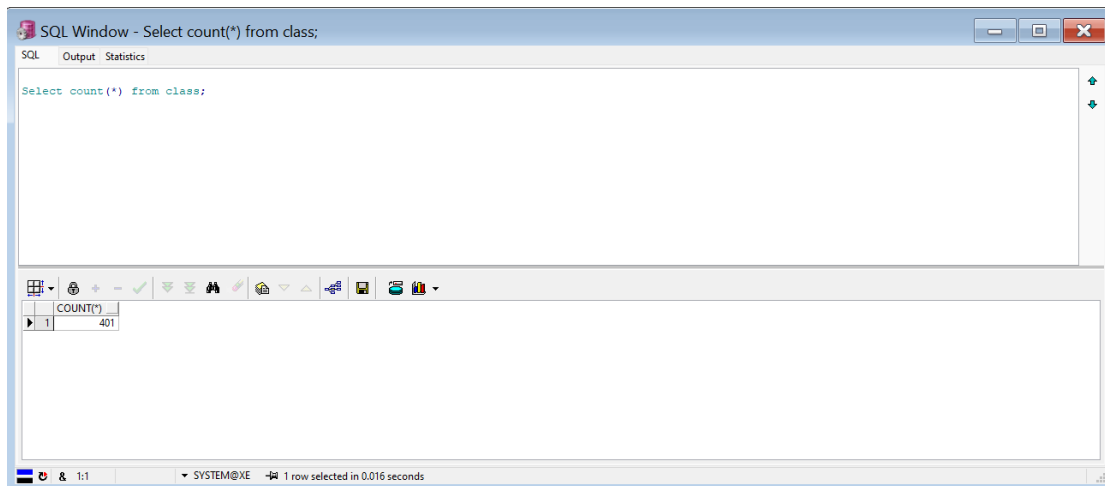 SQL Window - Select count(*) from class;
SQL Output Statistics
Select count(*) from class;
COUNT(*)
1 401
& 1:1 SYSTEM@XE 1 row selected in 0.016 seconds